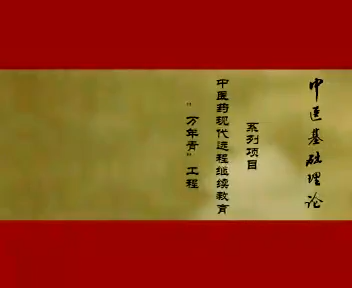 中医基础理论
系列项目
中医药现代远程继续教育
“万年青”工程